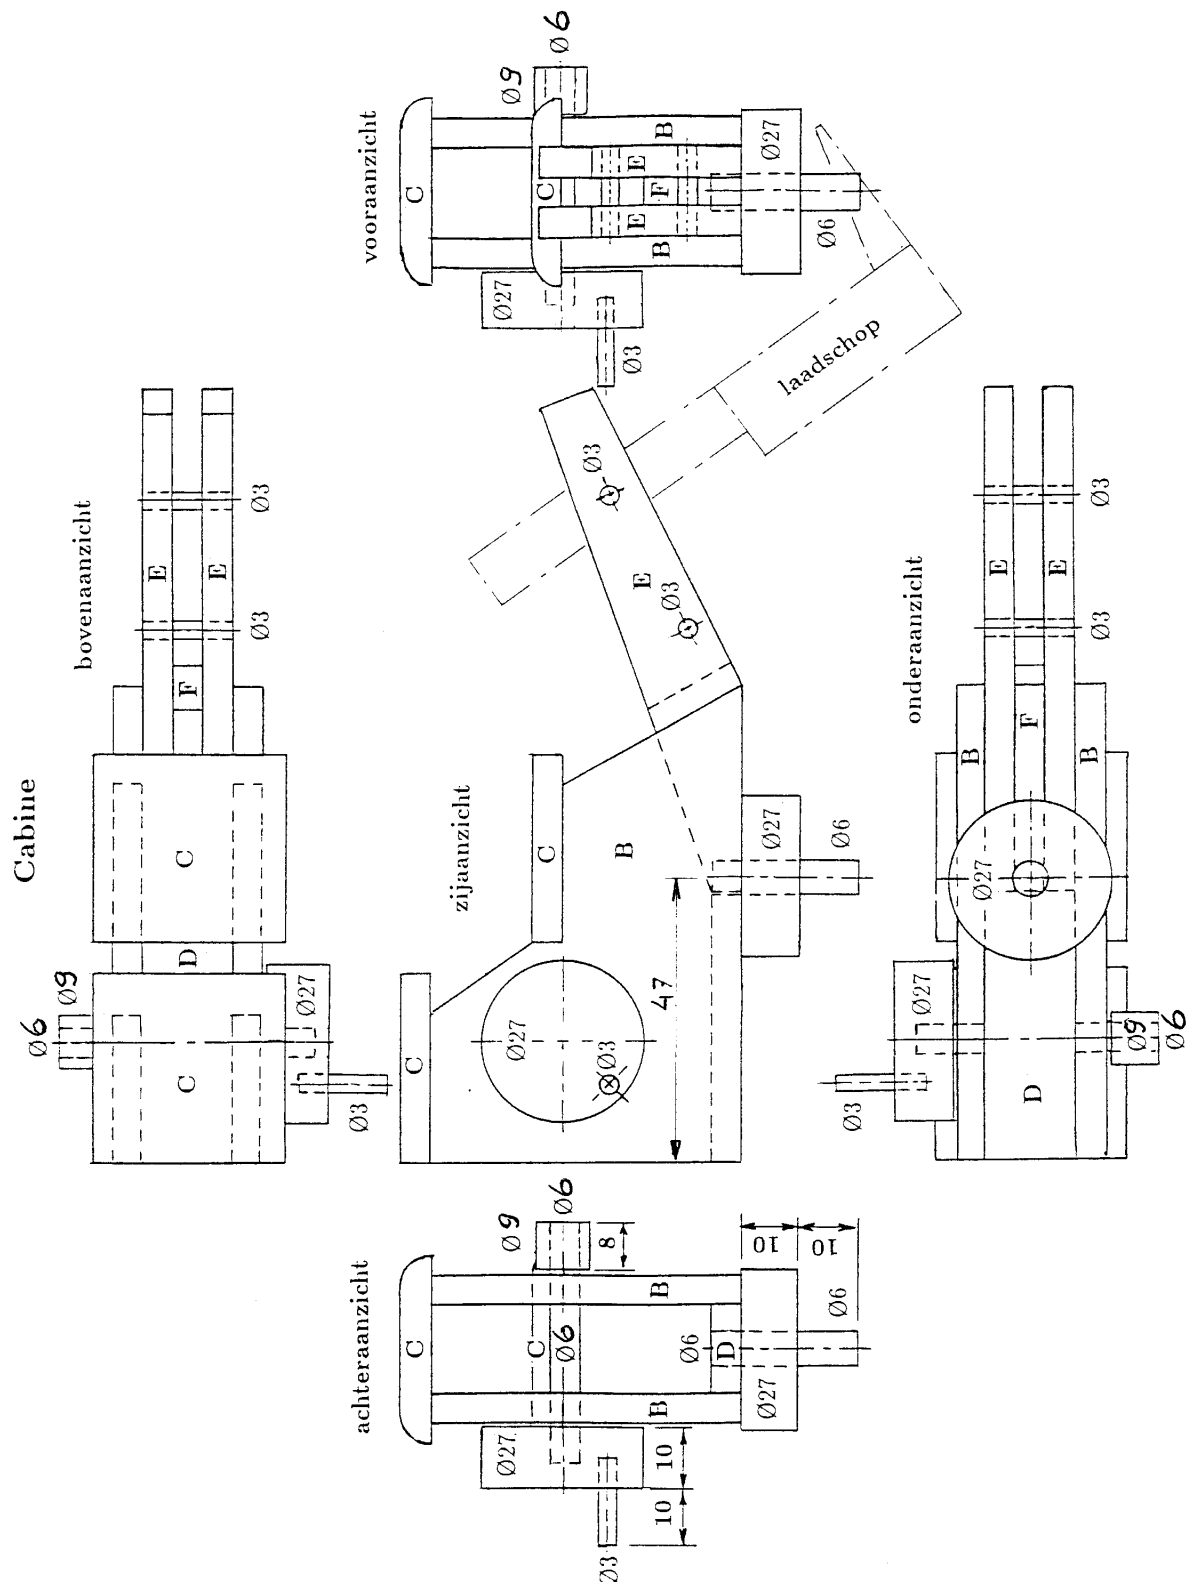 Cabine
bovenaanzicht
Ø6
Ø9
C
D
C
E
E
F
Ø27
Ø3
Ø3
Ø3
achteraanzicht
C
C
B
B
D
Ø9
Ø6
Ø6
Ø6
Ø6
Ø27
Ø27
Ø3
8
10
10
10
10
zijaanzicht
C
C
B
E
Ø27
Ø3
Ø3
Ø3
Ø27
Ø6
47
laadschop
vooraanzicht
Ø9
Ø6
C
C
B
B
E
E
F
Ø27
Ø27
Ø3
Ø6
onderaanzicht
E
E
F
B
B
D
Ø27
Ø27
Ø3
Ø3
Ø3
Ø9
Ø6